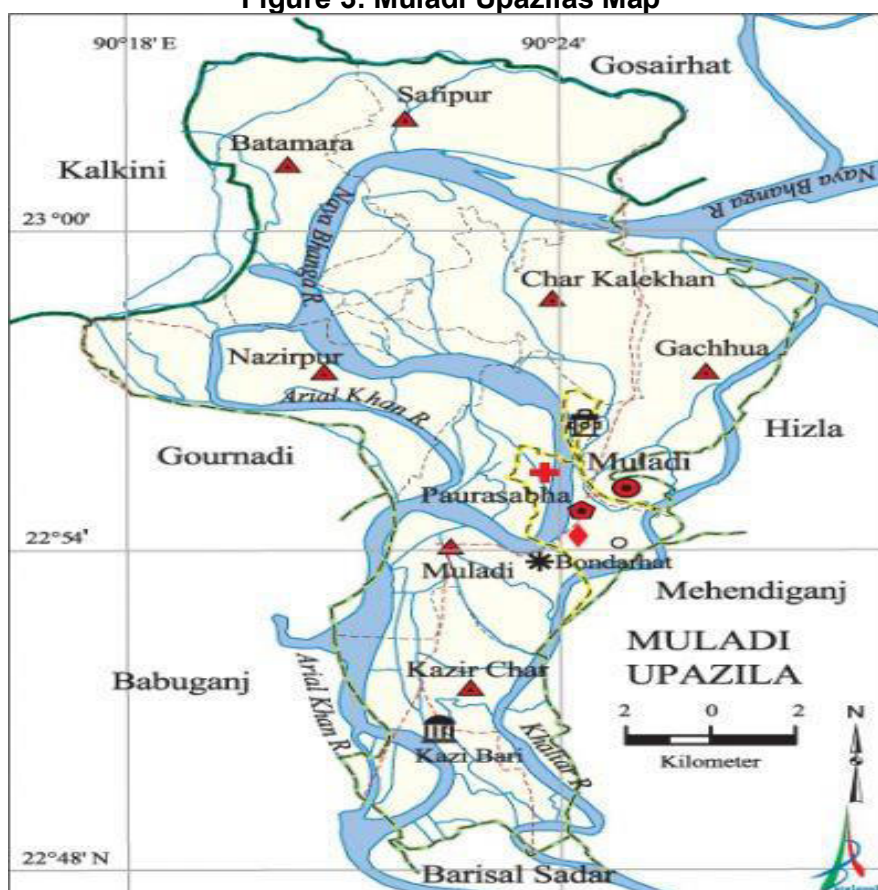 Figure 3: Muladi Upazilas Map
90°18' E
90°24'
Gosairhat
Safipur
Batamara
Kalkini
Naya Bhanga R.
Naya Bhanga R.
23°00'
Char Kalekhan
Nazirpur
Gachhua
Arial Khan R.
Hizla
Gournadi
Muladi
Paurasabha
22°54'
Muladi
Bondarhat
Mehendiganj
MULADI
UPAZILA
Babuganj
Arial Khan R.
Kazir Char
2 0 2
Kilometer
N
Kazi Bari
Khaliar R.
22°48' N
Barisal Sadar